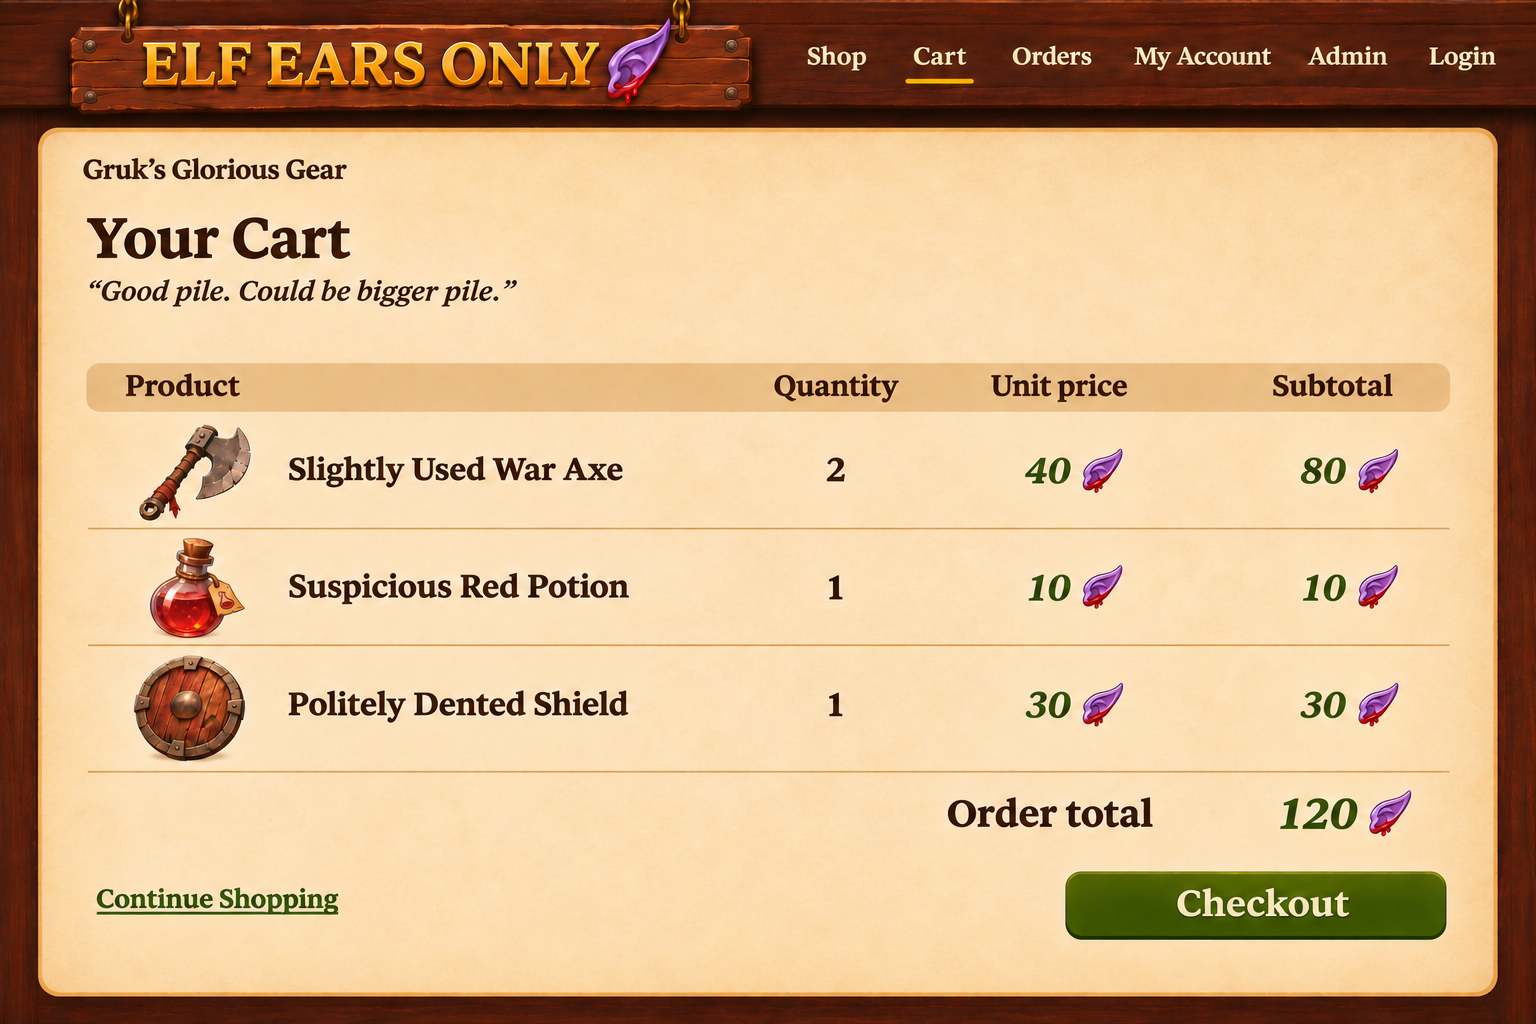 ELF EARS ONLY
Shop Cart Orders My Account Admin Login
Gruk’s Glorious Gear
Your Cart
“Good pile. Could be bigger pile.”
Product Quantity Unit price Subtotal
Slightly Used War Axe 2 40 80
Suspicious Red Potion 1 10 10
Politely Dented Shield 1 30 30
Order total 120
Continue Shopping Checkout